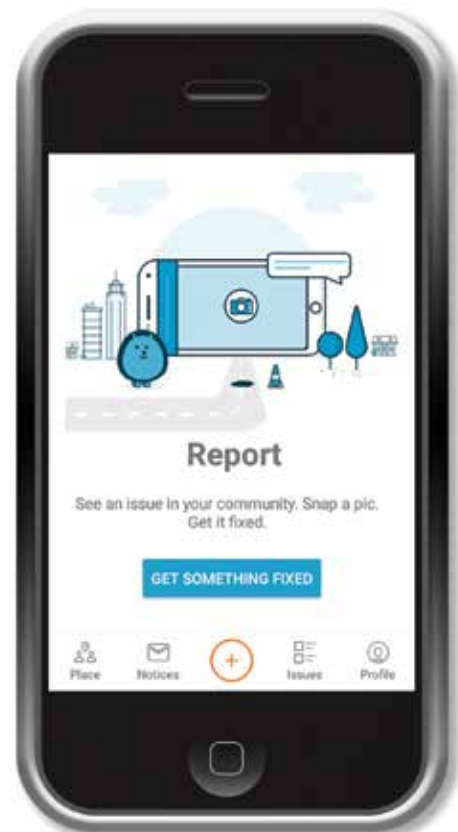 Report
See an issue in your community. Snap a pic.
Get it fixed.
GET SOMETHING FIXED
Place
Notices
Issues
Profile